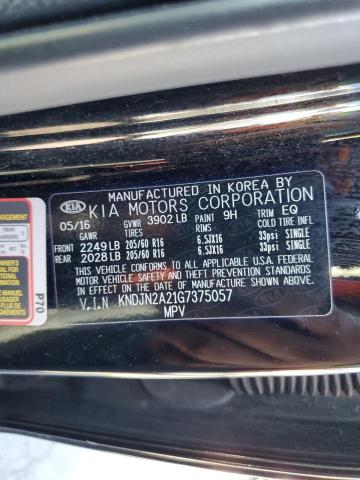 MANUFACTURED IN KOREA BY
KIA KIA MOTORS CORPORATION
05/16 GVWR 3902 LB PAINT 9H TRIM EQ
GAWR TIRES RIMS
FRONT 2249 LB 205/60 R16 6.5JX16 33psi SINGLE
REAR 2028 LB 205/60 R16 6.5JX16 33psi SINGLE
THIS VEHICLE CONFORMS TO ALL APPLICABLE U.S.A. FEDERAL
MOTOR VEHICLE SAFETY AND THEFT PREVENTION STANDARDS
IN EFFECT ON THE DATE OF MANUFACTURE SHOWN ABOVE.
V.I.N KNDJN2A21G7375057
MPV
P70